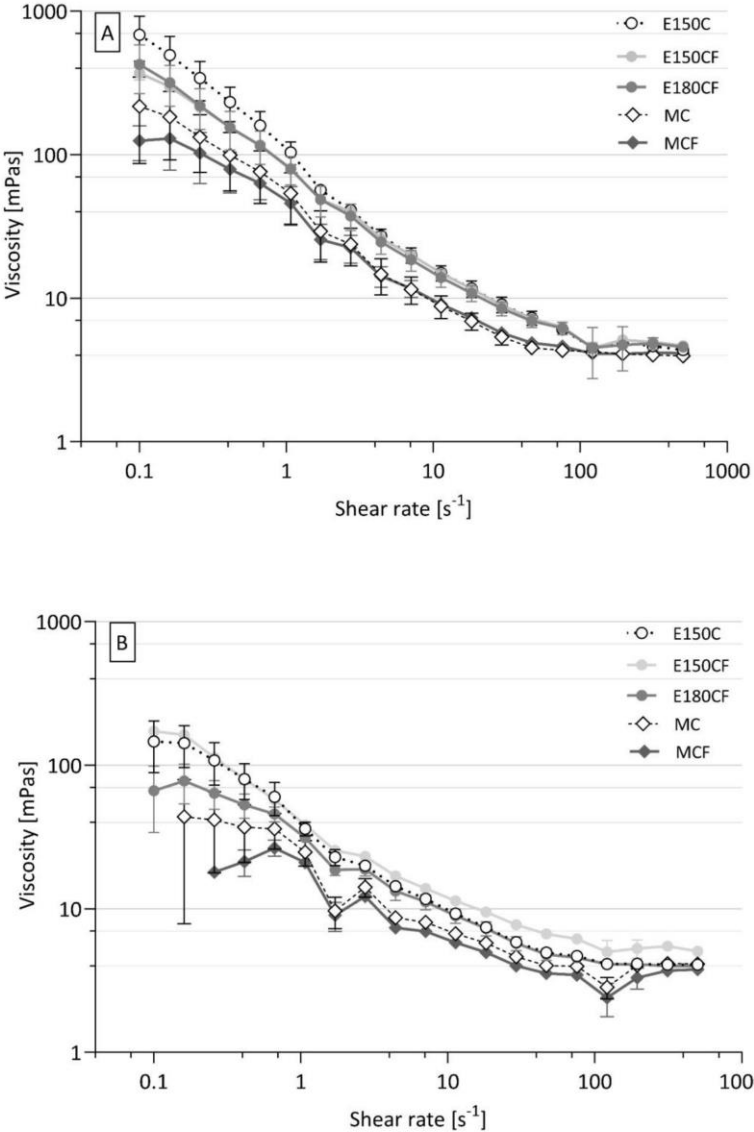 A
1000
100
10
1
Viscosity [mPas]
E150C
E150CF
E180CF
MC
MCF
0.1 1 10 100 1000
Shear rate [s-1]
B
1000
100
10
1
Viscosity [mPas]
E150C
E150CF
E180CF
MC
MCF
0.1 1 10 100 100
Shear rate [s-1]